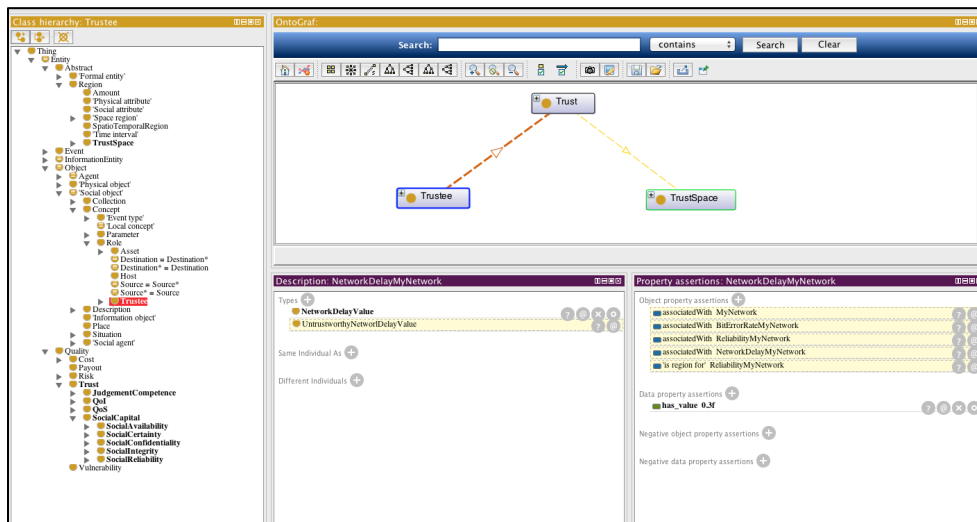 Class hierarchy: Trustee
Thing
Entity
Abstract
'Formal entity'
Region
Amount
'Physical attribute'
'Social attribute'
'Space region'
SpatioTemporalRegion
'Time interval'
TrustSpace
Event
InformationEntity
Object
Agent
'Physical object'
'Social object'
Collection
Concept
'Event type'
'Local concept'
Parameter
Role
Asset
Destination = Destination*
Destination* = Destination
Host
Source = Source*
Source* = Source
Trustee
Description
'Information object'
Place
Situation
'Social agent'
Quality
Cost
Payout
Risk
Trust
JudgementCompetence
QoI
QoS
SocialCapital
SocialAvailability
SocialCertainty
SocialConfidentiality
SocialIntegrity
SocialReliability
Vulnerability
OntoGraf:
Search: contains Search Clear
Trust
Trustee
TrustSpace
Description: NetworkDelayMyNetwork
Types
NetworkDelayValue
UntrustworthyNetworlDelayValue
Same Individual As
Different Individuals
Property assertions: NetworkDelayMyNetwork
Object property assertions
associatedWith MyNetwork
associatedWith BitErrorRateMyNetwork
associatedWith ReliabilityMyNetwork
associatedWith NetworkDelayMyNetwork
'is region for' ReliabilityMyNetwork
Data property assertions
has_value 0.3f
Negative object property assertions
Negative data property assertions